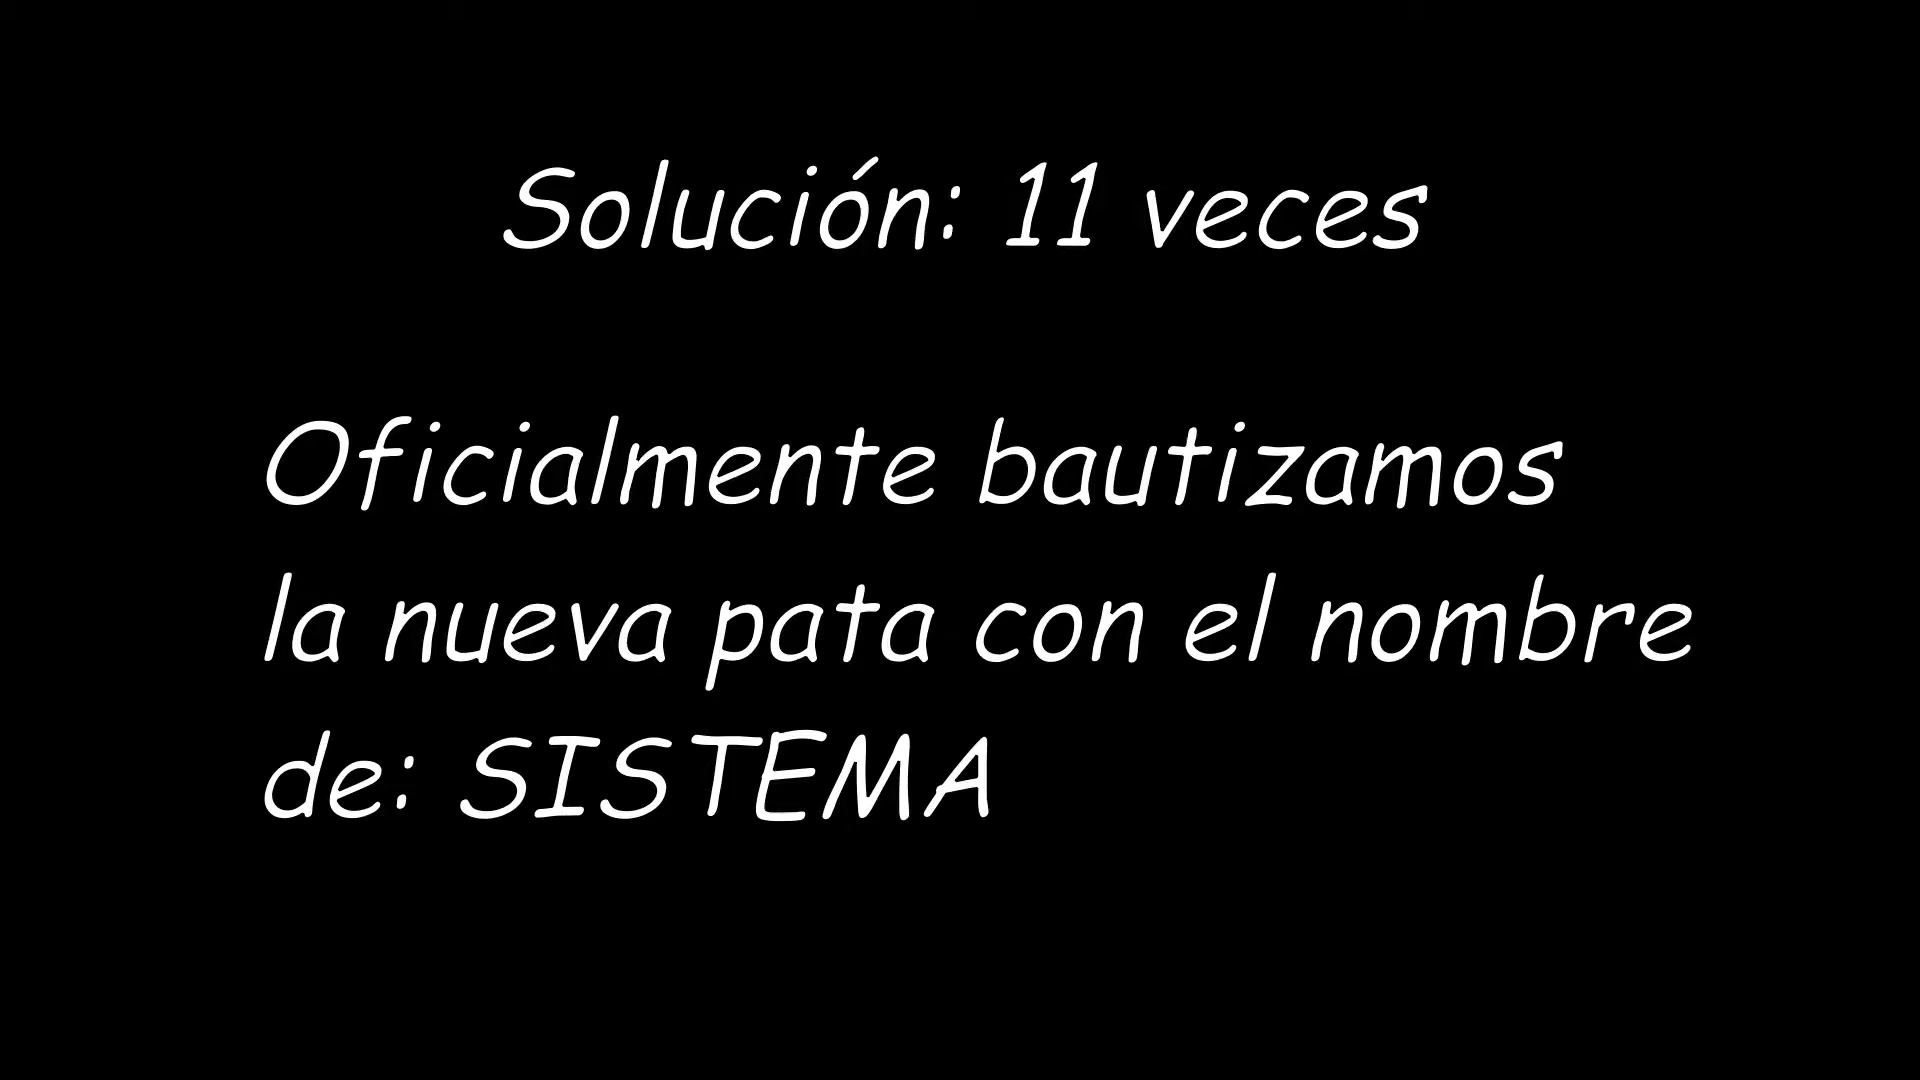 Solución: 11 veces
Oficialmente bautizamos
la nueva pata con el nombre
de: SISTEMA